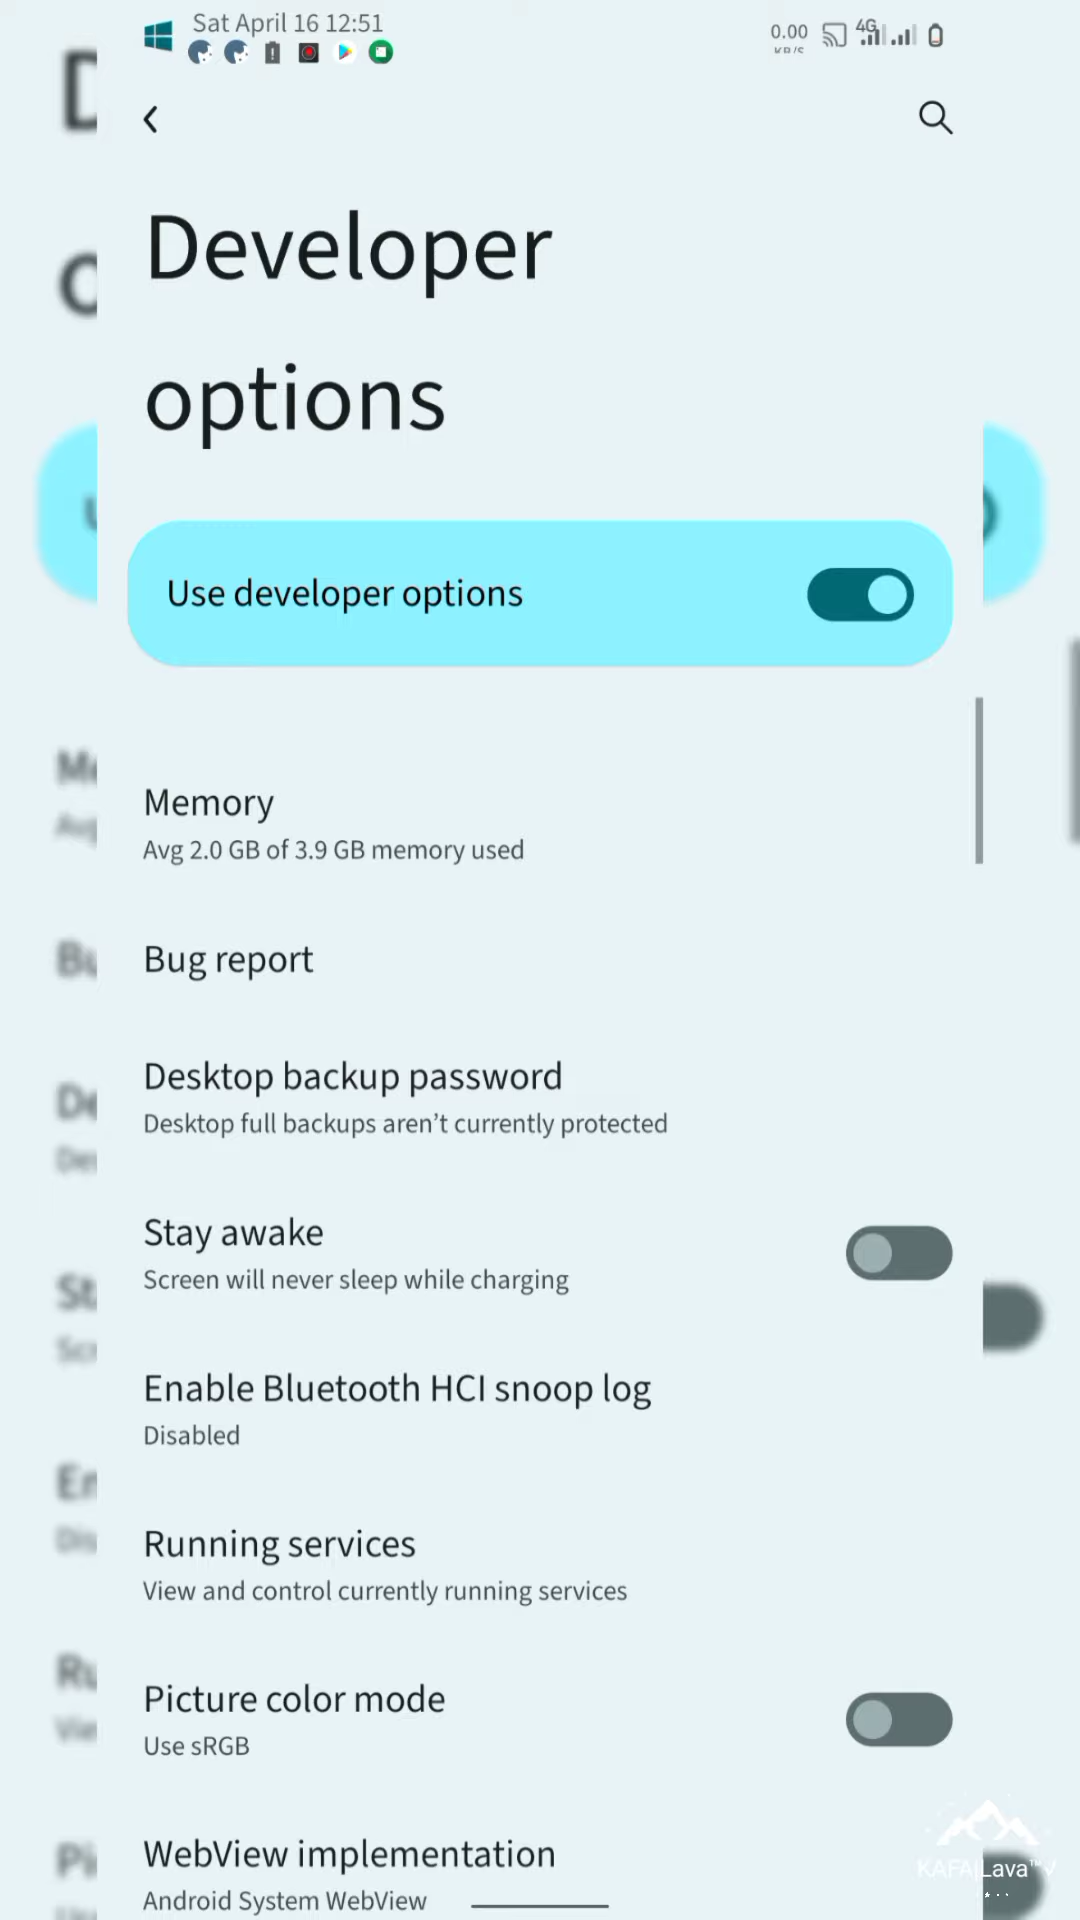 Sat April 16 12:51
0.00
KB/S
4G
Developer
options
Use developer options
Memory
Avg 2.0 GB of 3.9 GB memory used
Bug report
Desktop backup password
Desktop full backups aren’t currently protected
Stay awake
Screen will never sleep while charging
Enable Bluetooth HCI snoop log
Disabled
Running services
View and control currently running services
Picture color mode
Use sRGB
WebView implementation
Android System WebView
KAFA|Lava™√